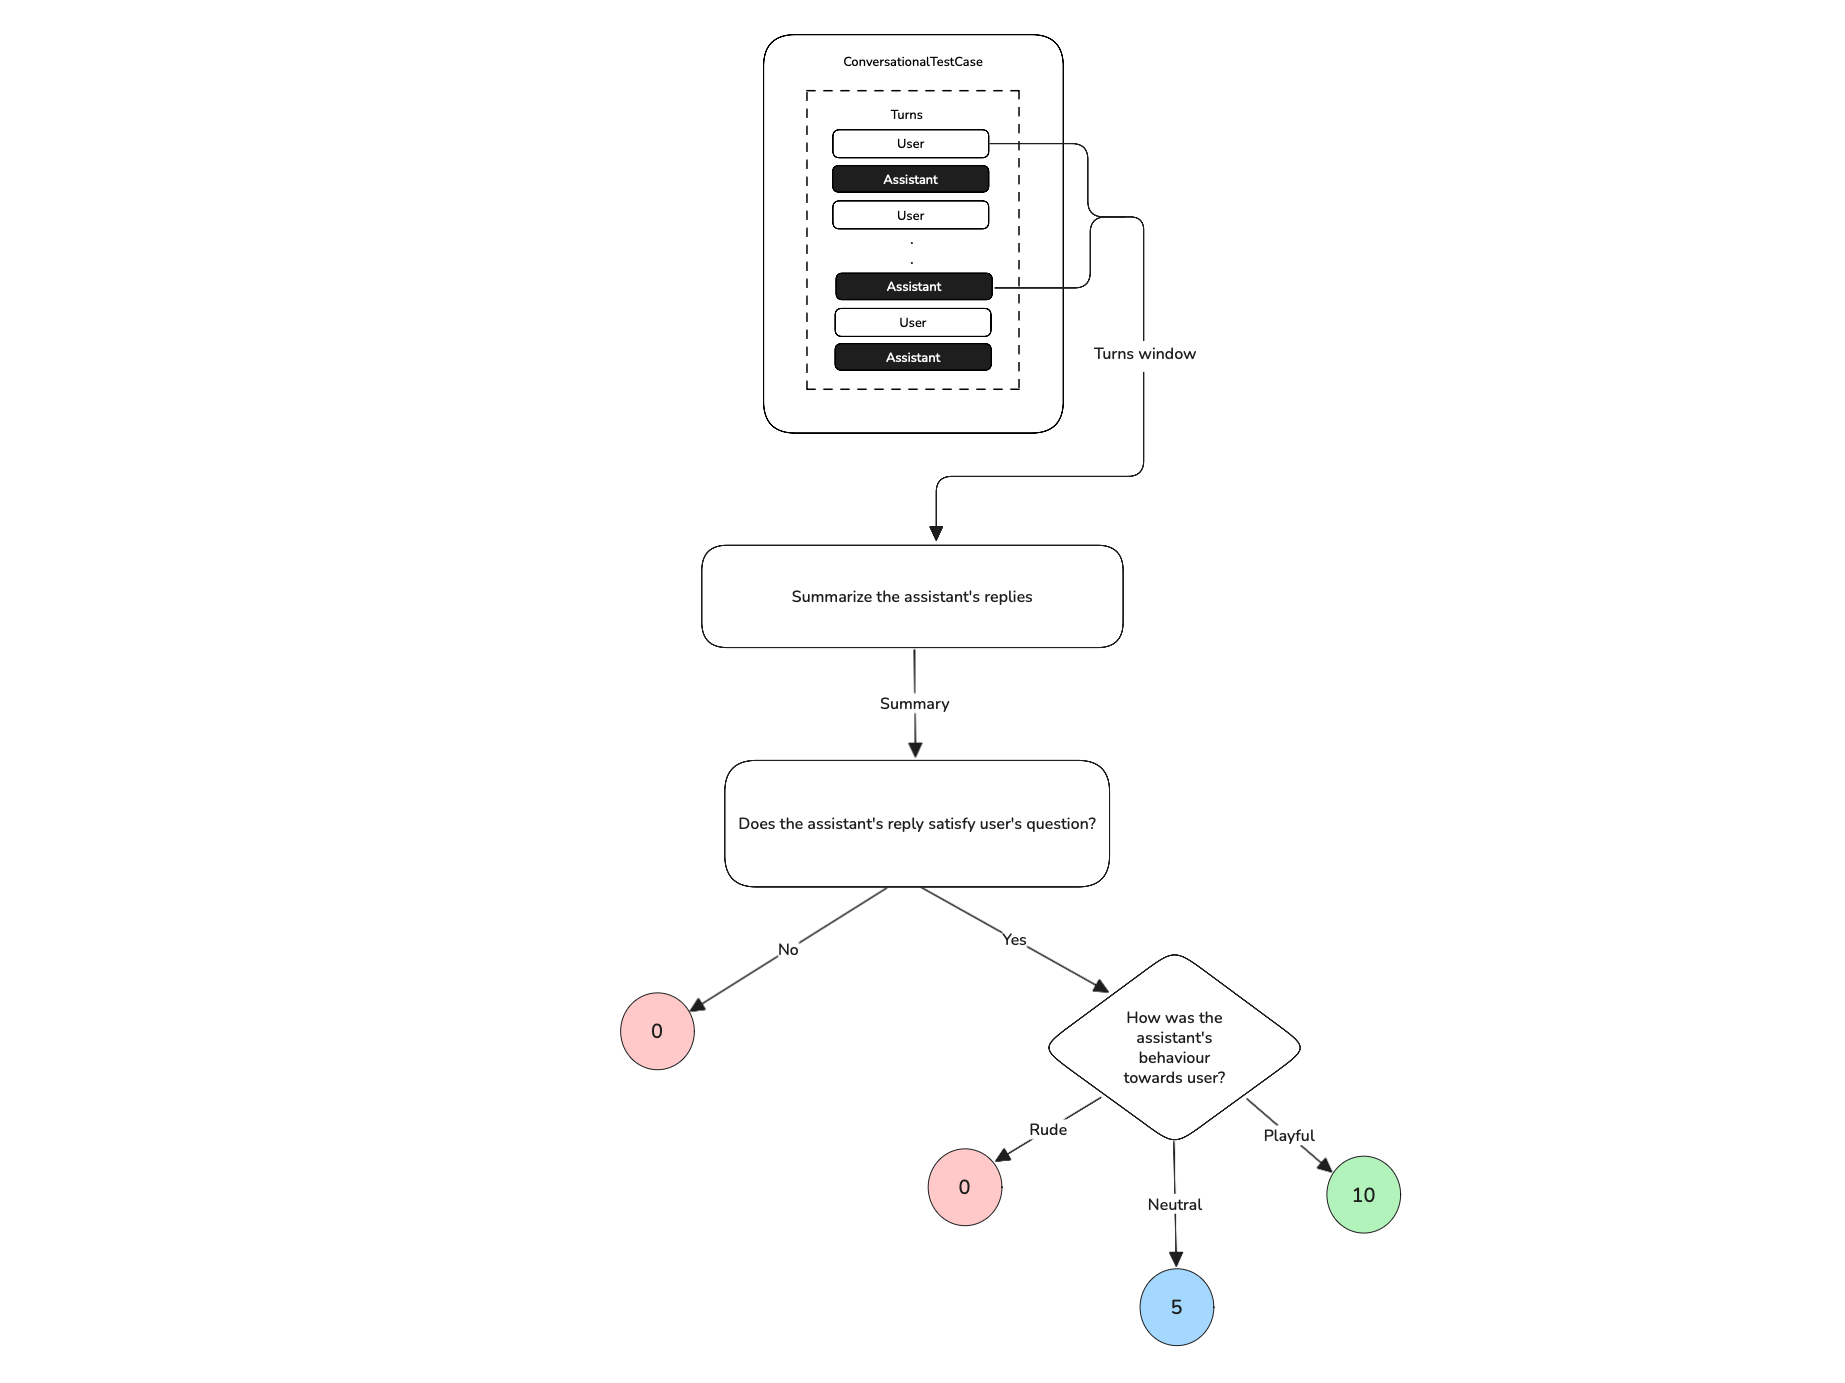 ConversationalTestCase
Turns
User
Assistant
User
.
.
Assistant
User
Assistant
Turns window
Summarize the assistant's replies
Summary
Does the assistant's reply satisfy user's question?
No
Yes
0
How was the
assistant's
behaviour
towards user?
Rude
Playful
0
Neutral
10
5